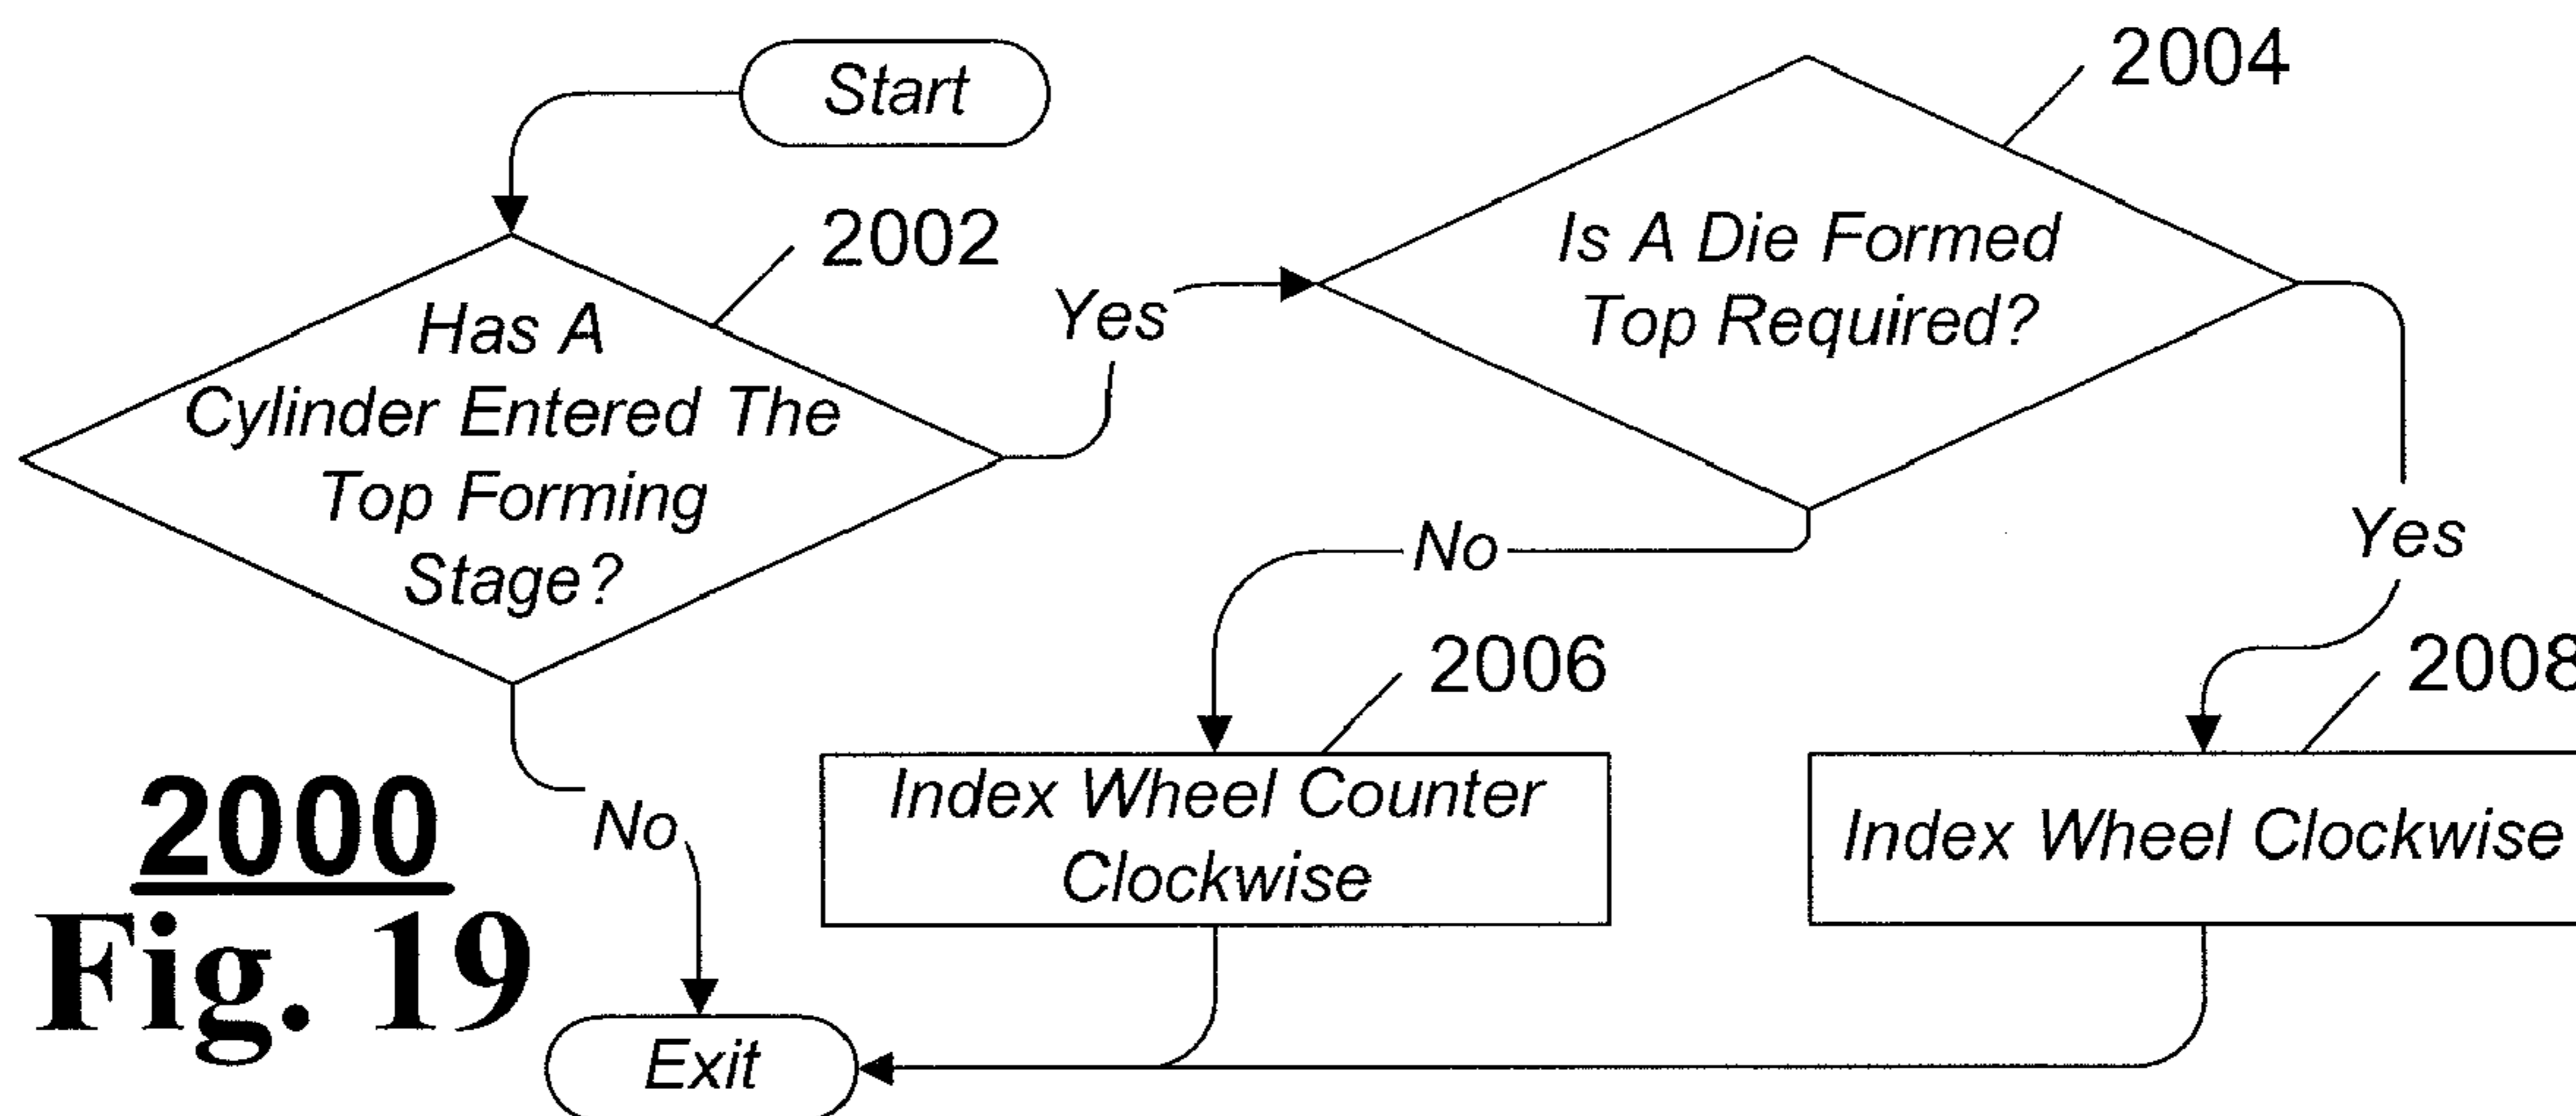 Start
2002
Has A
Cylinder Entered The
Top Forming
Stage?
Yes
2004
Is A Die Formed
Top Required?
No
Yes
2006
Index Wheel Counter
Clockwise
2008
Index Wheel Clockwise
No
Exit
2000
Fig. 19